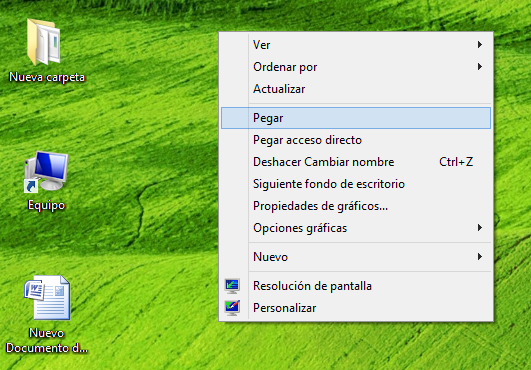 Nueva carpeta
Equipo
Nuevo
Documento d...
Ver
Ordenar por
Actualizar
Pegar
Pegar acceso directo
Deshacer Cambiar nombre Ctrl+Z
Siguiente fondo de escritorio
Propiedades de gráficos...
Opciones gráficas
Nuevo
Resolución de pantalla
Personalizar